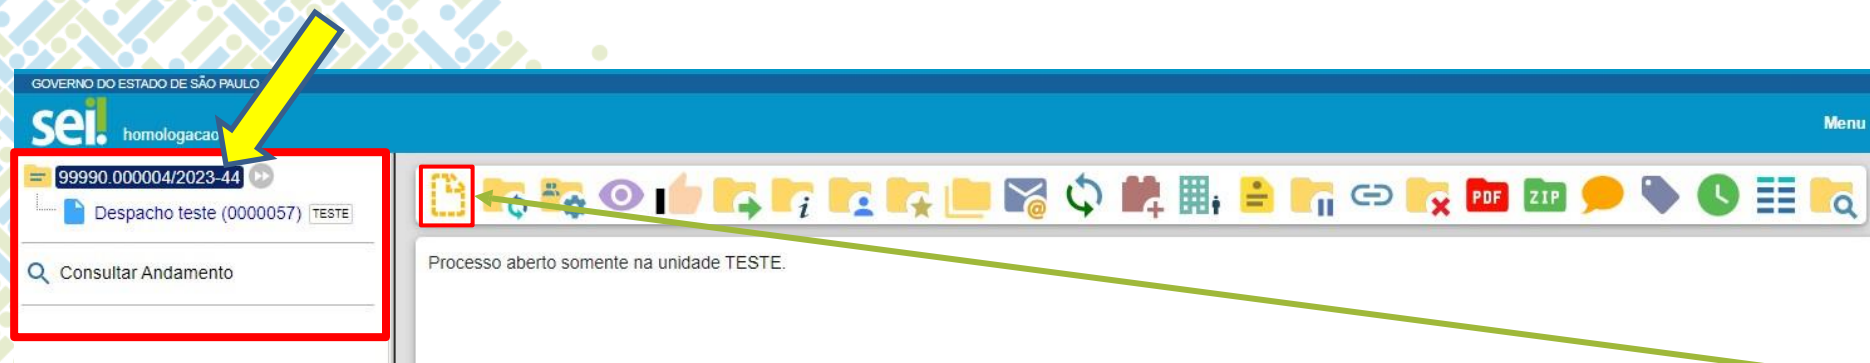 GOVERNO DO ESTADO DE SÃO PAULO
sei! homologacao
Menu
99990.000004/2023-44
Despacho teste (0000057) TESTE
Consultar Andamento
PDF ZIP
Processo aberto somente na unidade TESTE.